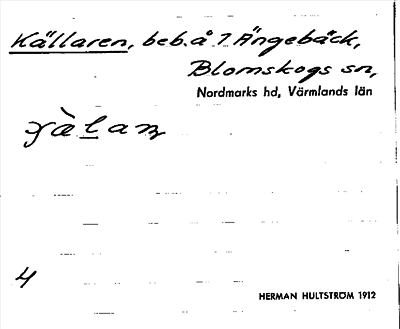 Källaren, beb. å 7 Ängebäck,
Blomskogs sn,
Nordmarks hd, Värmlands län
4
HERMAN HULTSTRÖM 1912